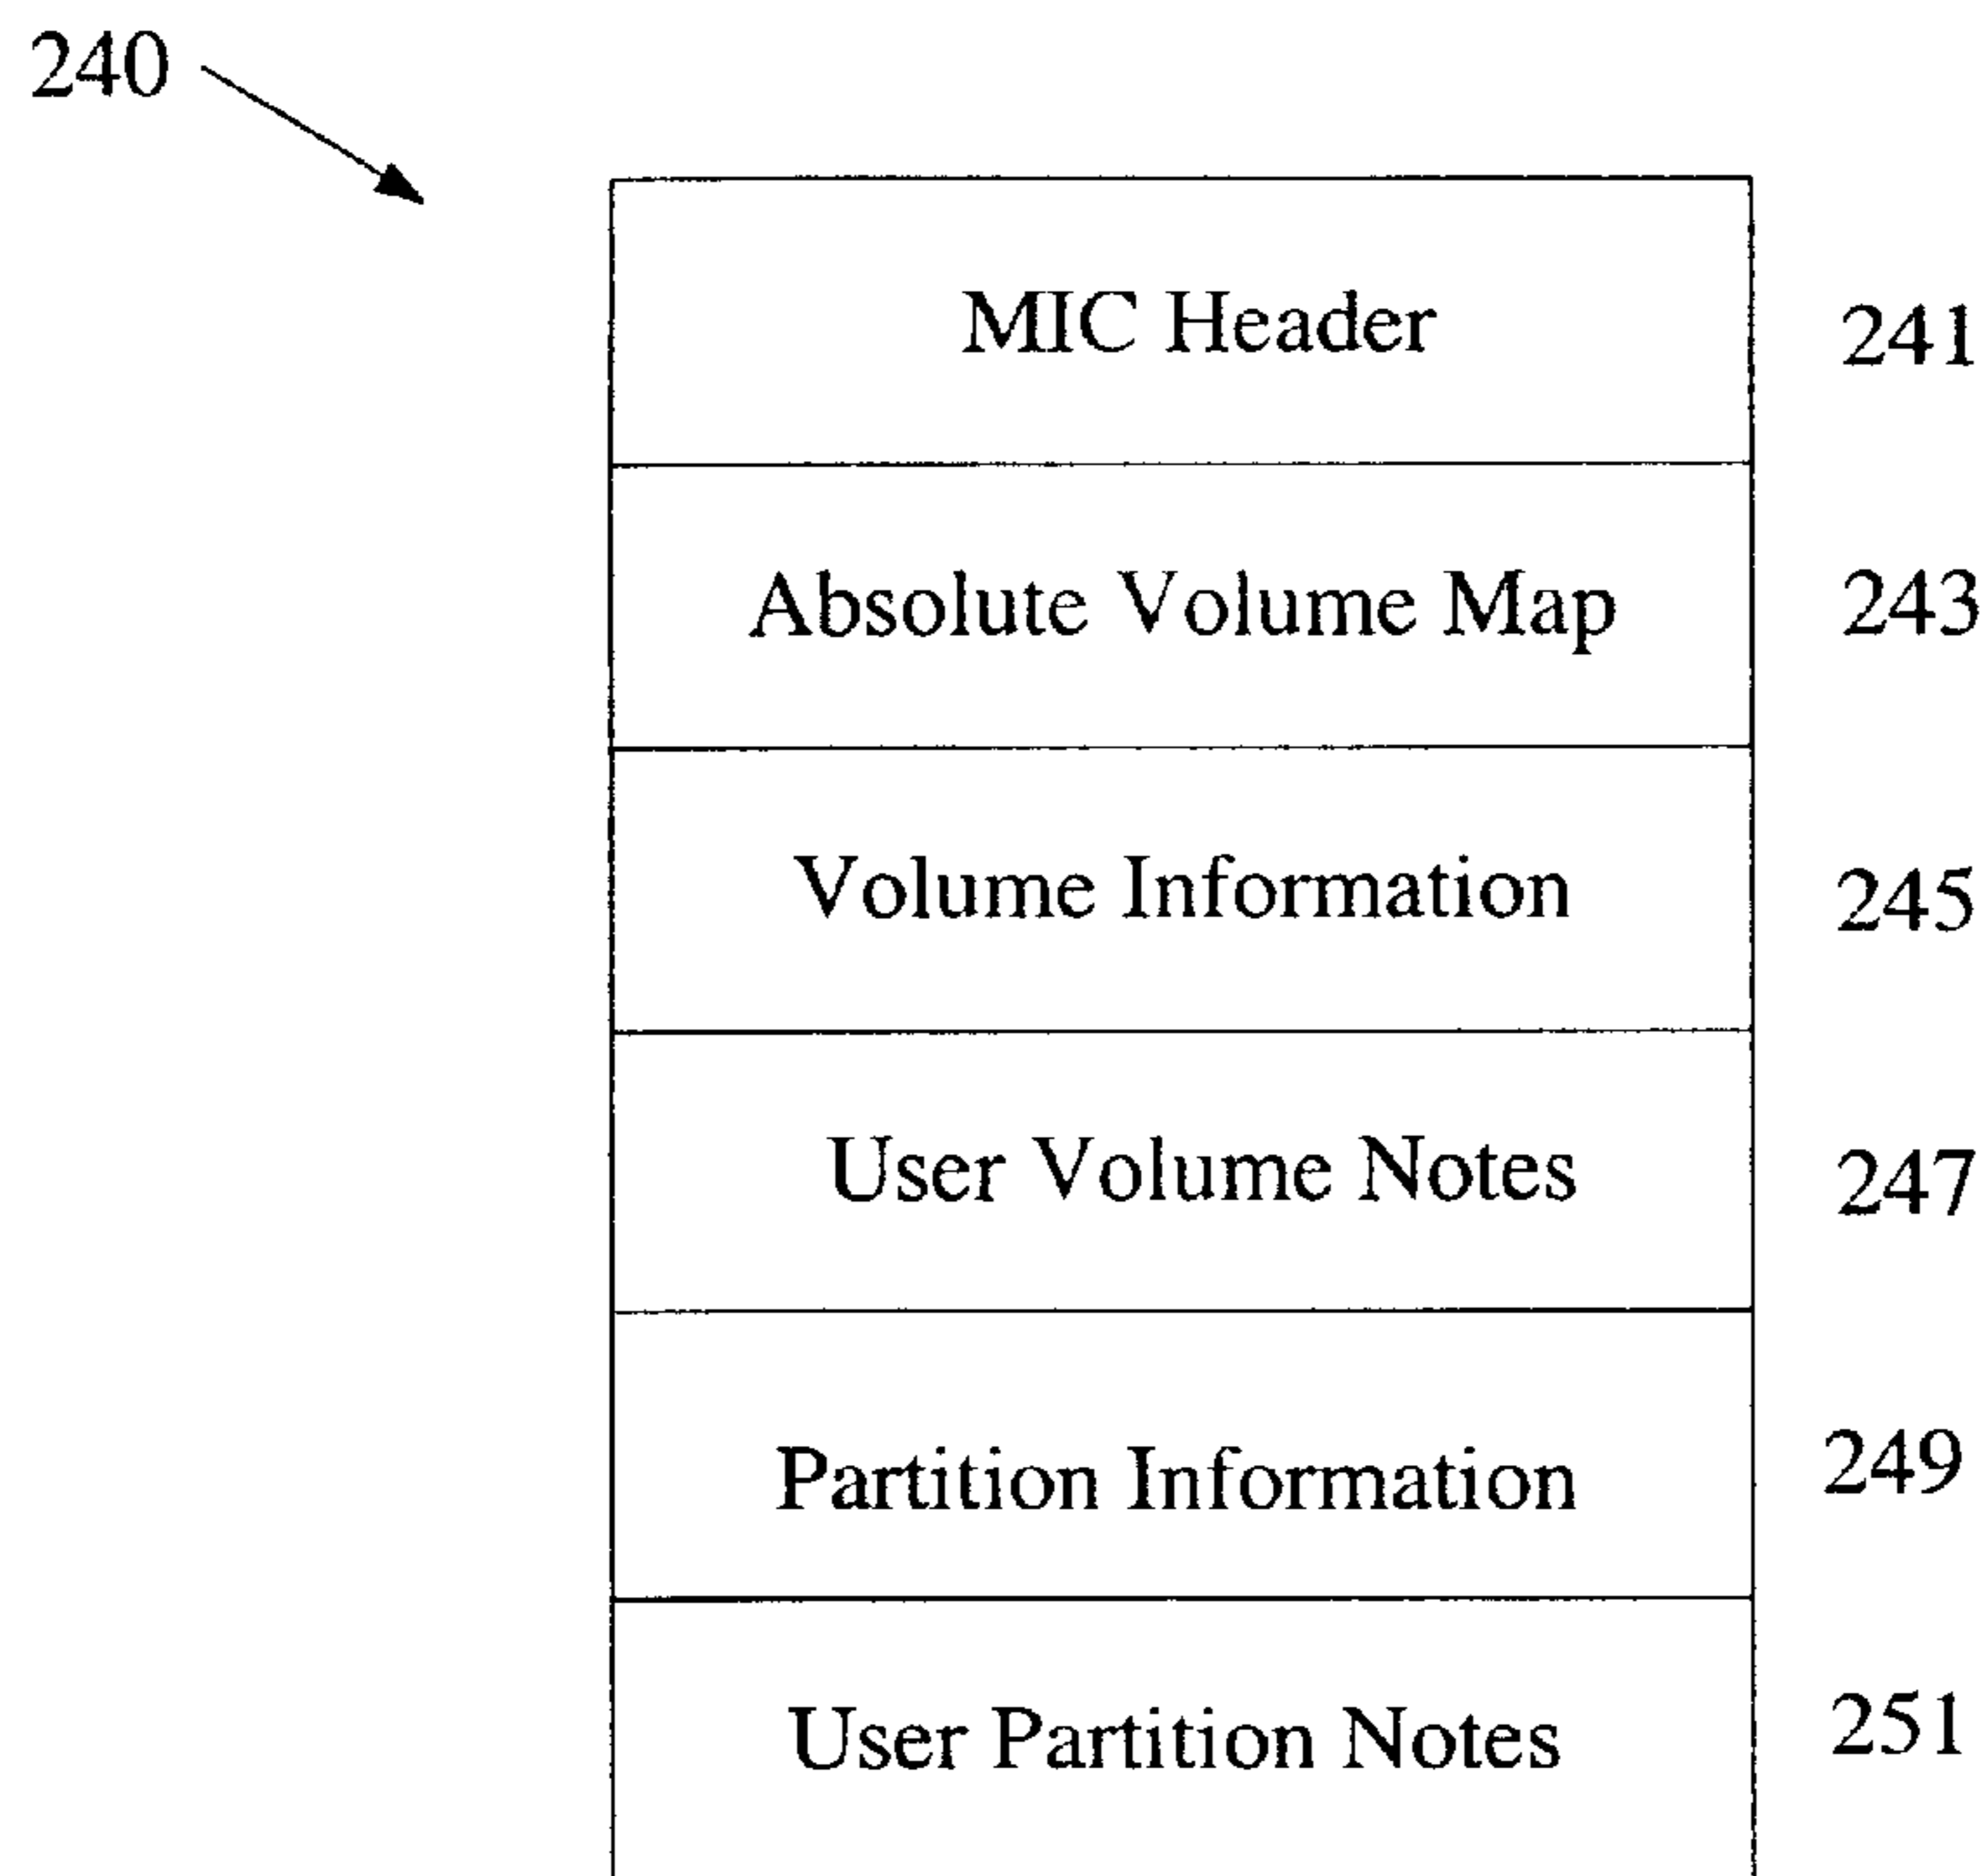 240
MIC Header 241
Absolute Volume Map 243
Volume Information 245
User Volume Notes 247
Partition Information 249
User Partition Notes 251